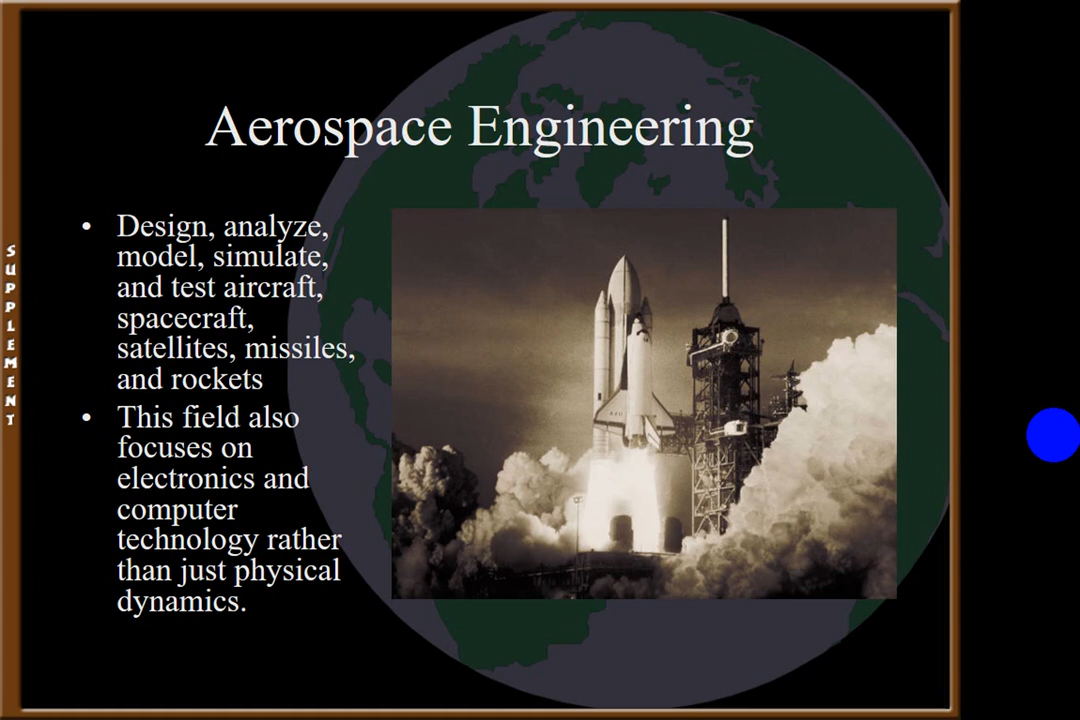 Aerospace Engineering
SUPPLEMENT
• Design, analyze,
model, simulate,
and test aircraft,
spacecraft,
satellites, missiles,
and rockets
• This field also
focuses on
electronics and
computer
technology rather
than just physical
dynamics.